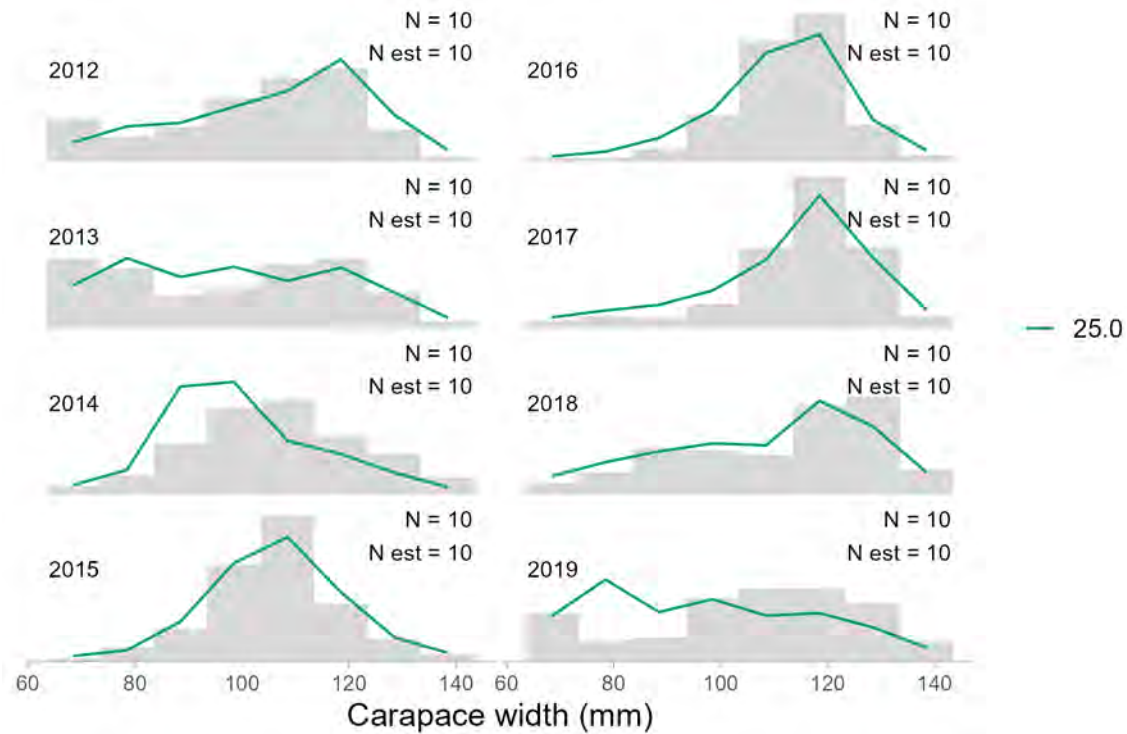 N = 10
N est = 10
2012
N = 10
N est = 10
2016
N = 10
N est = 10
2013
N = 10
N est = 10
2017
N = 10
N est = 10
2014
N = 10
N est = 10
2018
N = 10
N est = 10
2015
N = 10
N est = 10
2019
25.0
60 80 100 120 140 60 80 100 120 140
Carapace width (mm)